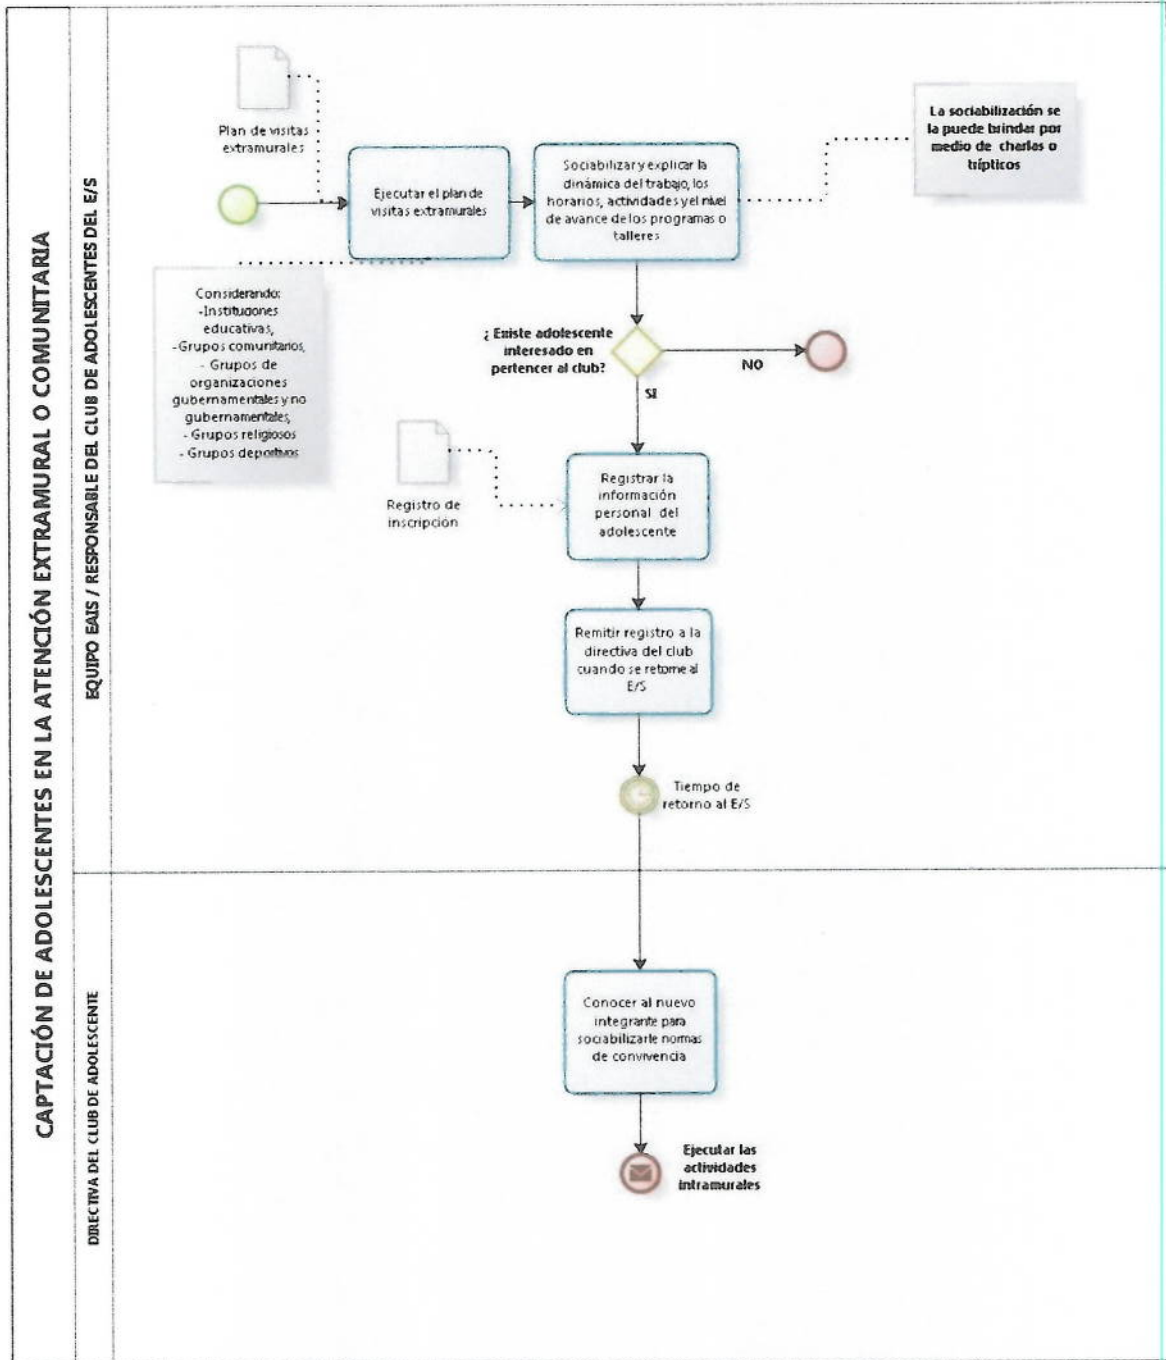 CAPTACIÓN DE ADOLESCENTES EN LA ATENCIÓN EXTRAMURAL O COMUNITARIA
EQUIPO EAIS / RESPONSABLE DEL CLUB DE ADOLESCENTES DEL E/S
Plan de visitas
extramurales
Ejecutar el plan de
visitas extramurales
Sociabilizar y explicar la
dinámica del trabajo, los
horarios, actividades y el nivel
de avance de los programas o
talleres
La sociabilización se
la puede brindar por
medio de charlas o
trípticos
Considerando:
-Instituciones
educativas,
-Grupos comunitarios,
- Grupos de
organizaciones
gubernamentales y no
gubernamentales,
- Grupos religiosos
- Grupos deportivos
¿ Existe adolescente
interesado en
pertencer al club?
NO
SI
Registro de
inscripción
Registrar la
información
personal del
adolescente
Remitir registro a la
directiva del club
cuando se retorne al
E/S
Tiempo de
retorno al E/S
DIRECTIVA DEL CLUB DE ADOLESCENTE
Conocer al nuevo
integrante para
sociabilizarle normas
de convivencia
Ejecutar las
actividades
intramurales